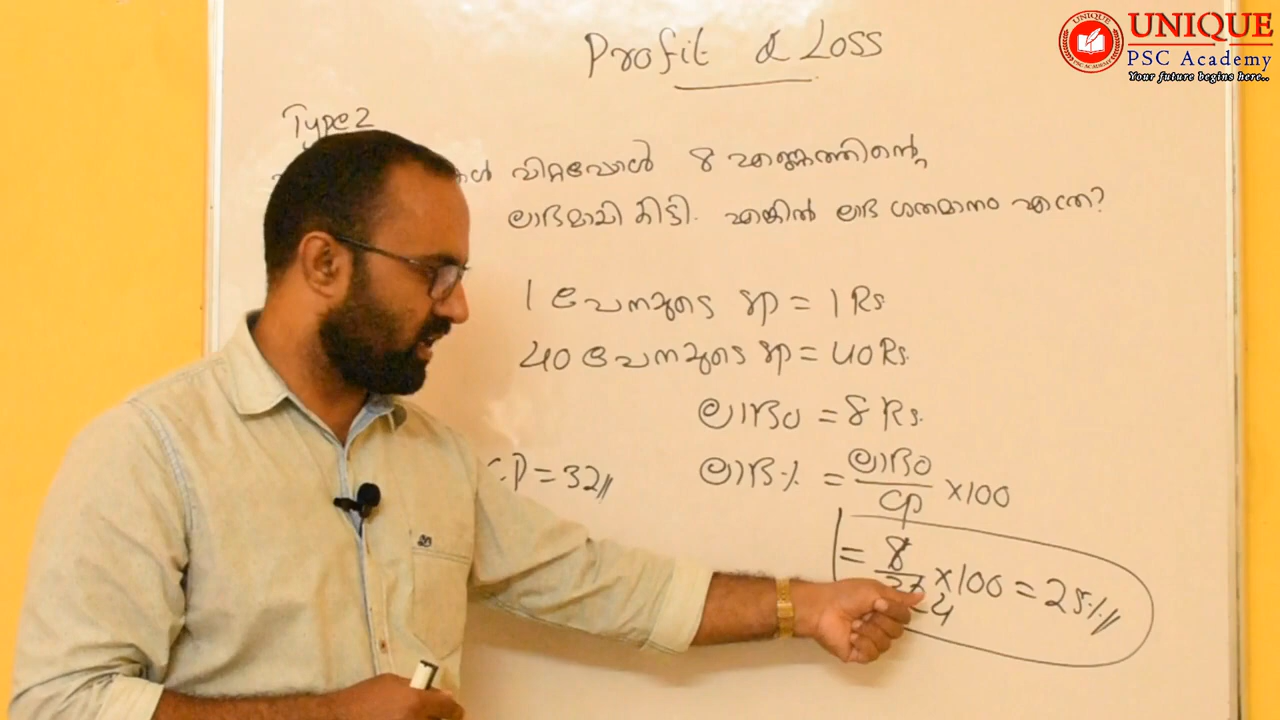 UNIQUE
PSC Academy
Your future begins here..
Profit & Loss
Type 2
വിറ്റപ്പോൾ 8 എണ്ണത്തിന്റെ
ലാഭമായി കിട്ടി. എങ്കിൽ ലാഭ ശതമാനം എത്ര?
1 പേനയുടെ SP = 1 Rs
40 പേനയുടെ SP = 40 Rs.
ലാഭം = 8 Rs.
CP = 32 ലാഭ% = ലാഭം / CP × 100
= 8 / 32 4 × 100 = 25%